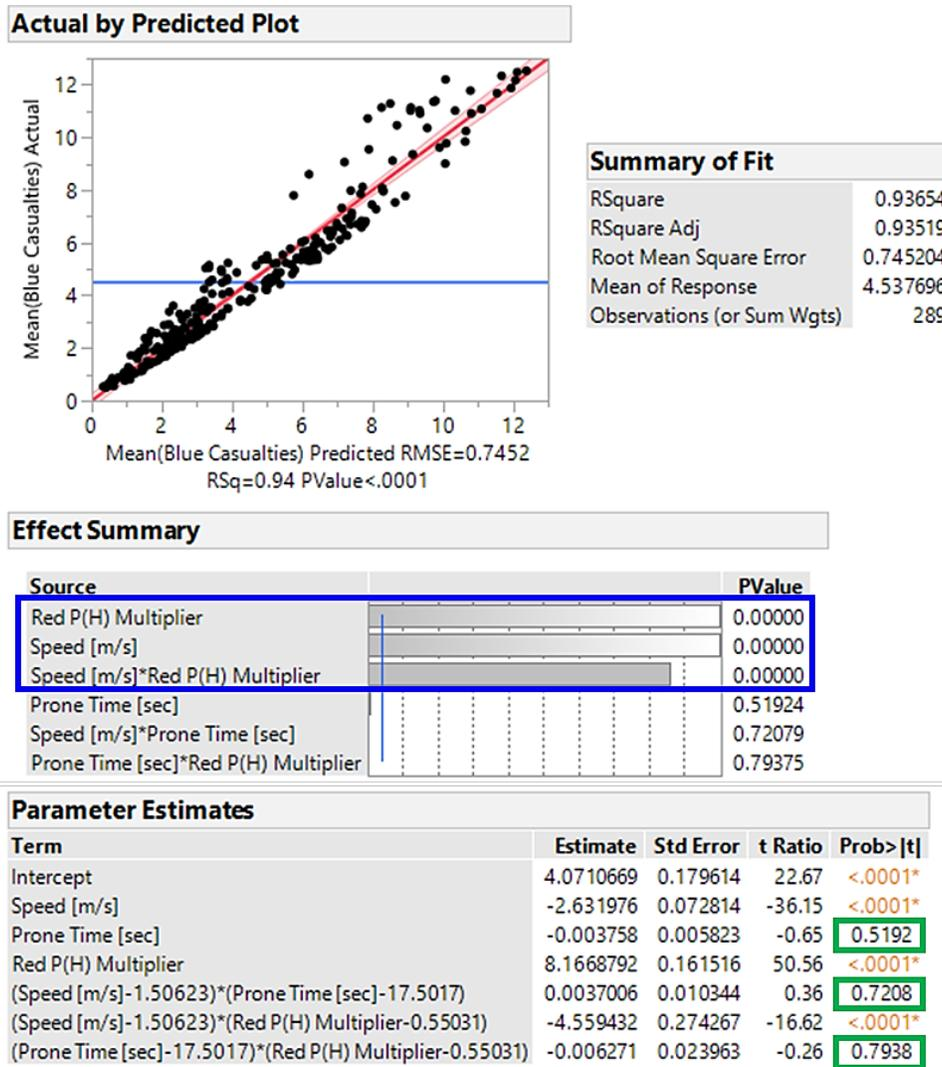 Actual by Predicted Plot
Mean(Blue Casualties) Actual
12
10
8
6
4
2
0
0 2 4 6 8 10 12
Mean(Blue Casualties) Predicted RMSE=0.7452
RSq=0.94 PValue<.0001
Summary of Fit
RSquare 0.93654
RSquare Adj 0.93519
Root Mean Square Error 0.745204
Mean of Response 4.537696
Observations (or Sum Wgts) 289
Effect Summary
Source PValue
Red P(H) Multiplier 0.00000
Speed [m/s] 0.00000
Speed [m/s]*Red P(H) Multiplier 0.00000
Prone Time [sec] 0.51924
Speed [m/s]*Prone Time [sec] 0.72079
Prone Time [sec]*Red P(H) Multiplier 0.79375
Parameter Estimates
Term Estimate Std Error t Ratio Prob>|t|
Intercept 4.0710669 0.179614 22.67 <.0001*
Speed [m/s] -2.631976 0.072814 -36.15 <.0001*
Prone Time [sec] -0.003758 0.005823 -0.65 0.5192
Red P(H) Multiplier 8.1668792 0.161516 50.56 <.0001*
(Speed [m/s]-1.50623)*(Prone Time [sec]-17.5017) 0.0037006 0.010344 0.36 0.7208
(Speed [m/s]-1.50623)*(Red P(H) Multiplier-0.55031) -4.559432 0.274267 -16.62 <.0001*
(Prone Time [sec]-17.5017)*(Red P(H) Multiplier-0.55031) -0.006271 0.023963 -0.26 0.7938